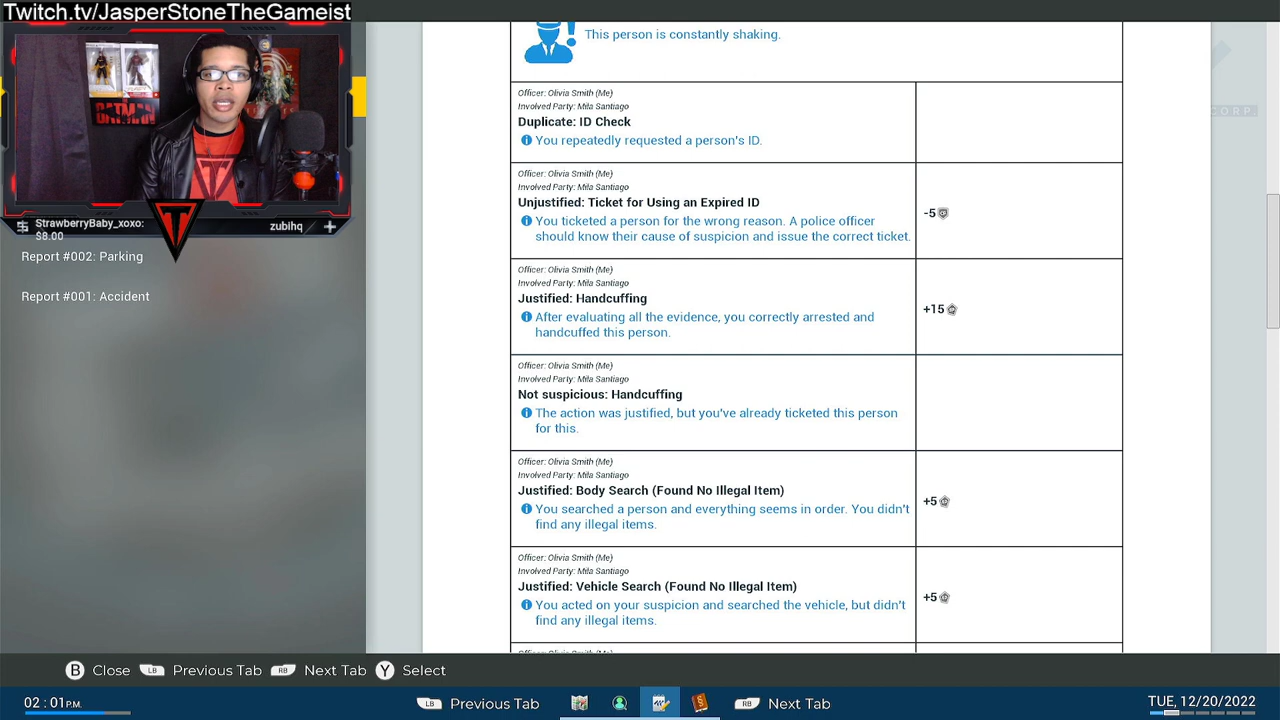 Twitch.tv/JasperStoneTheGameist
BATMAN
StrawberryBaby_xoxo:
$8.00
zubihq
Report #002: Parking
Report #001: Accident
This person is constantly shaking.
Officer: Olivia Smith (Me)
Involved Party: Mila Santiago
Duplicate: ID Check
You repeatedly requested a person's ID.
Officer: Olivia Smith (Me)
Involved Party: Mila Santiago
Unjustified: Ticket for Using an Expired ID
You ticketed a person for the wrong reason. A police officer
should know their cause of suspicion and issue the correct ticket.
-5
Officer: Olivia Smith (Me)
Involved Party: Mila Santiago
Justified: Handcuffing
After evaluating all the evidence, you correctly arrested and
handcuffed this person.
+15
Officer: Olivia Smith (Me)
Involved Party: Mila Santiago
Not suspicious: Handcuffing
The action was justified, but you've already ticketed this person
for this.
Officer: Olivia Smith (Me)
Involved Party: Mila Santiago
Justified: Body Search (Found No Illegal Item)
You searched a person and everything seems in order. You didn't
find any illegal items.
+5
Officer: Olivia Smith (Me)
Involved Party: Mila Santiago
Justified: Vehicle Search (Found No Illegal Item)
You acted on your suspicion and searched the vehicle, but didn't
find any illegal items.
+5
Officer: Olivia Smith (Me)
CORP.
B Close LB Previous Tab RB Next Tab Y Select
02:01 P.M.
LB Previous Tab RB Next Tab
TUE, 12/20/2022